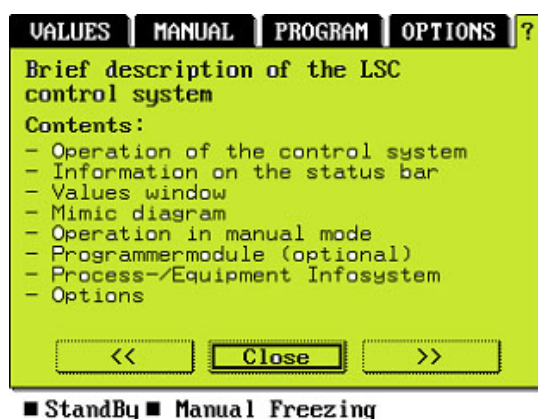 VALUES MANUAL PROGRAM OPTIONS ?
Brief description of the LSC
control system
Contents:
- Operation of the control system
- Information on the status bar
- Values window
- Mimic diagram
- Operation in manual mode
- Programmermodule (optional)
- Process-/Equipment Infosystem
- Options
<< Close >>
StandBy Manual Freezing